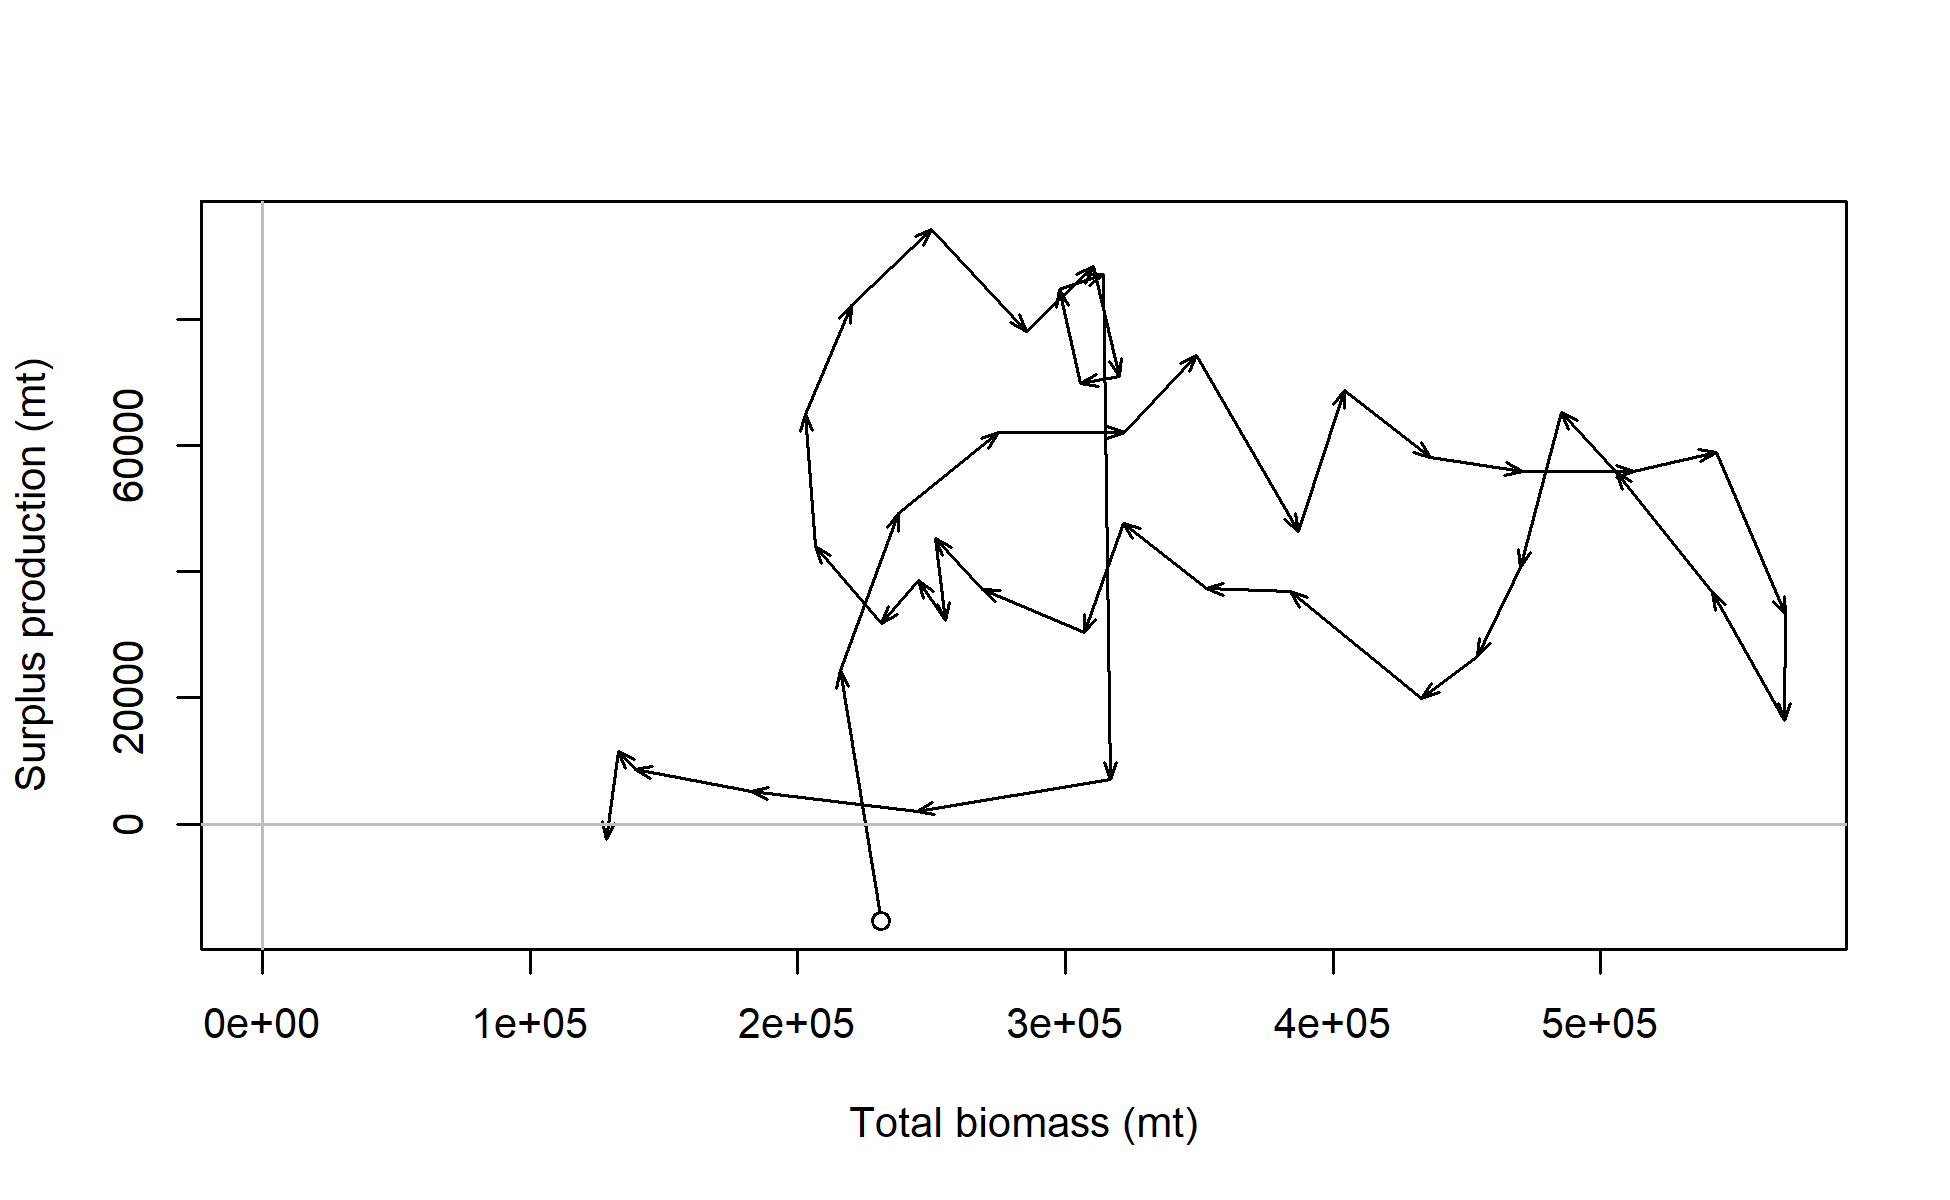 Surplus production (mt)
60000
20000
0
0e+00 1e+05 2e+05 3e+05 4e+05 5e+05
Total biomass (mt)